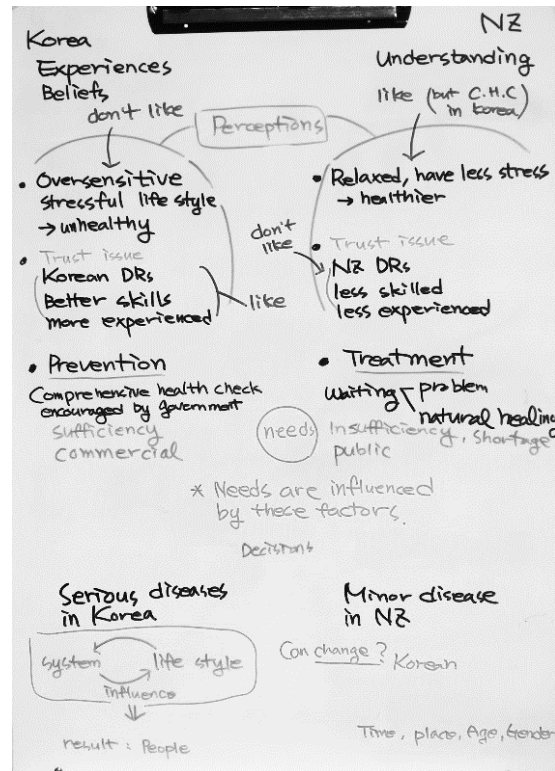 Korea
NZ
Experiences
Beliefs
don't like
Understanding
like (but C.H.C
in Korea)
Perceptions
• Oversensitive
stressful life style
→ unhealthy
• Trust issue
Korean DRs
Better skills
more experienced
like
• Relaxed, have less stress
→ healthier
don't
like
• Trust issue
NZ DRs
less skilled
less experienced
• Prevention
Comprehensive health check
encouraged by government
sufficiency
commercial
needs
• Treatment
waiting
problem
natural healing
Insufficiency, shortage
public
* Needs are influenced
by these factors.
Decisions
Serious diseases
in Korea
system
life style
influence
result : People
Minor disease
in NZ
Can change? Korean
Time, place, Age, Gender